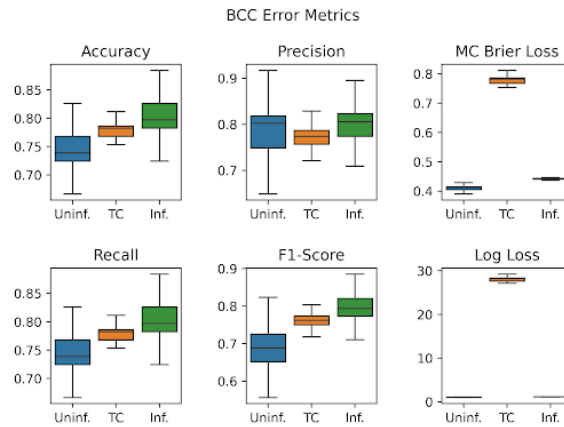 BCC Error Metrics
Accuracy
0.85
0.80
0.75
0.70
Uninf. TC Inf.
Precision
0.9
0.8
0.7
Uninf. TC Inf.
MC Brier Loss
0.8
0.7
0.6
0.5
0.4
Uninf. TC Inf.
Recall
0.85
0.80
0.75
0.70
Uninf. TC Inf.
F1-Score
0.9
0.8
0.7
0.6
Uninf. TC Inf.
Log Loss
30
20
10
0
Uninf. TC Inf.